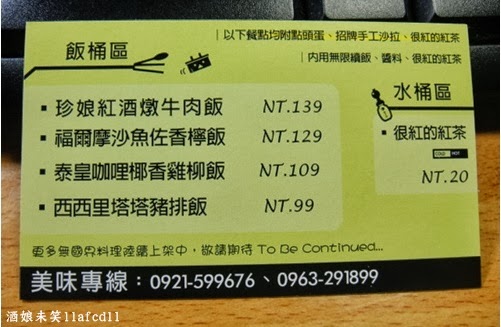 飯桶區
以下餐點均附點頭蛋、招牌手工沙拉、很紅的紅茶
內用無限續飯、醬料、很紅的紅茶
珍娘紅酒燉牛肉飯 NT.139
福爾摩沙魚佐香檸飯 NT.129
泰皇咖哩椰香雞柳飯 NT.109
西西里塔塔豬排飯 NT.99
水桶區
很紅的紅茶
COLD HOT
NT.20
更多無國界料理陸續上架中，敬請期待 To Be Continued...
美味專線：0921-599676、0963-291899
酒娘未笑11afcd11